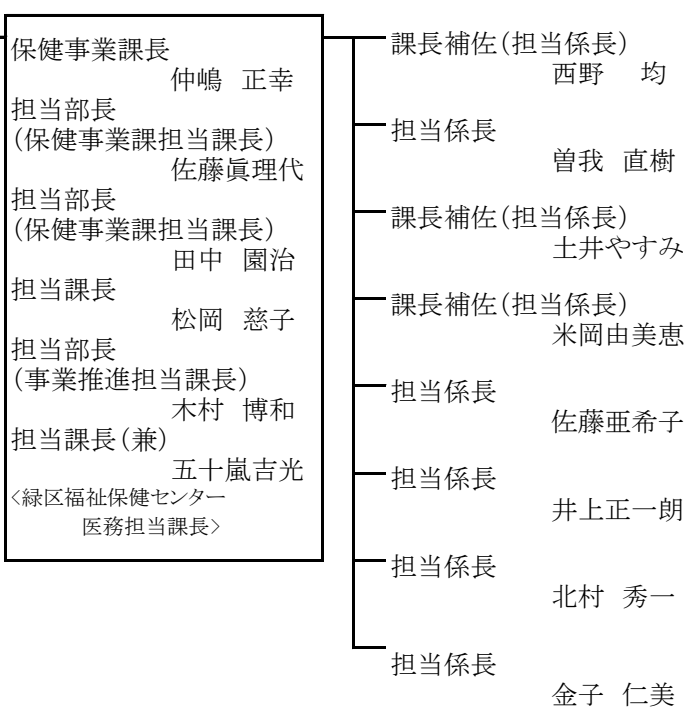 保健事業課長
仲嶋 正幸
担当部長
(保健事業課担当課長)
佐藤眞理代
担当部長
(保健事業課担当課長)
田中 園治
担当課長
松岡 慈子
担当部長
(事業推進担当課長)
木村 博和
担当課長(兼)
五十嵐吉光
<緑区福祉保健センター
医務担当課長>
課長補佐(担当係長)
西野 均
担当係長
曽我 直樹
課長補佐(担当係長)
土井やすみ
課長補佐(担当係長)
米岡由美恵
担当係長
佐藤亜希子
担当係長
井上正一朗
担当係長
北村 秀一
担当係長
金子 仁美